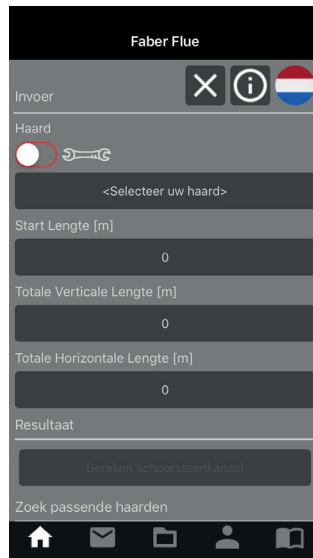 Faber Flue
Invoer
Haard
<Selecteer uw haard>
Start Lengte [m]
0
Totale Verticale Lengte [m]
0
Totale Horizontale Lengte [m]
0
Resultaat
Bereken schoorsteenkanaal
Zoek passende haarden